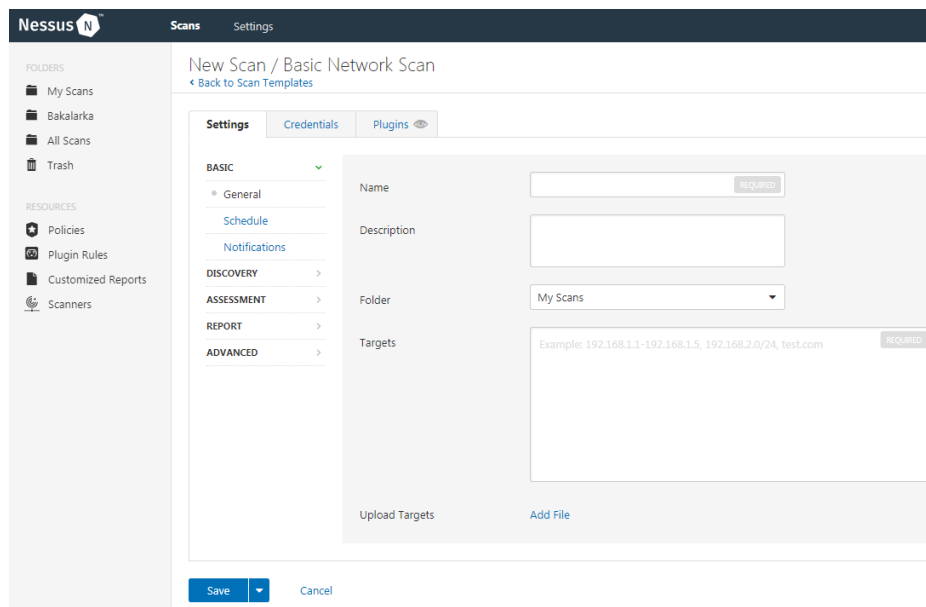 Nessus N ™
Scans Settings
FOLDERS
My Scans
Bakalarka
All Scans
Trash
RESOURCES
Policies
Plugin Rules
Customized Reports
Scanners
New Scan / Basic Network Scan
Back to Scan Templates
Settings Credentials Plugins
BASIC
General
Schedule
Notifications
DISCOVERY
ASSESSMENT
REPORT
ADVANCED
Name REQUIRED
Description
Folder My Scans
Targets Example: 192.168.1.1-192.168.1.5, 192.168.2.0/24, test.com REQUIRED
Upload Targets Add File
Save Cancel